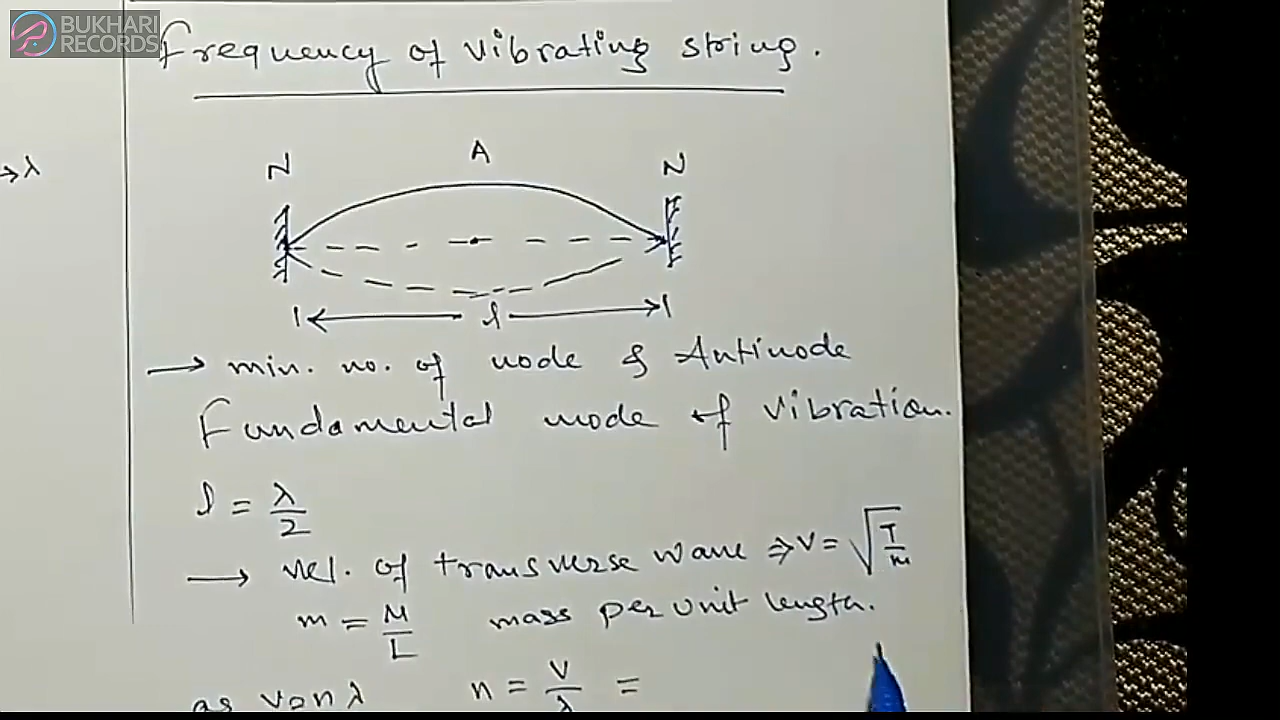 BUKHARI
RECORDS
Frequency of vibrating string.
→λ
N A N
l
→ min. no. of node & Antinode
Fundamental mode of vibration.
l = λ/2
→ vel. of transverse wave ⇒ v = √T/m
m = M/L mass per unit length.
as v=nλ n = v/λ =